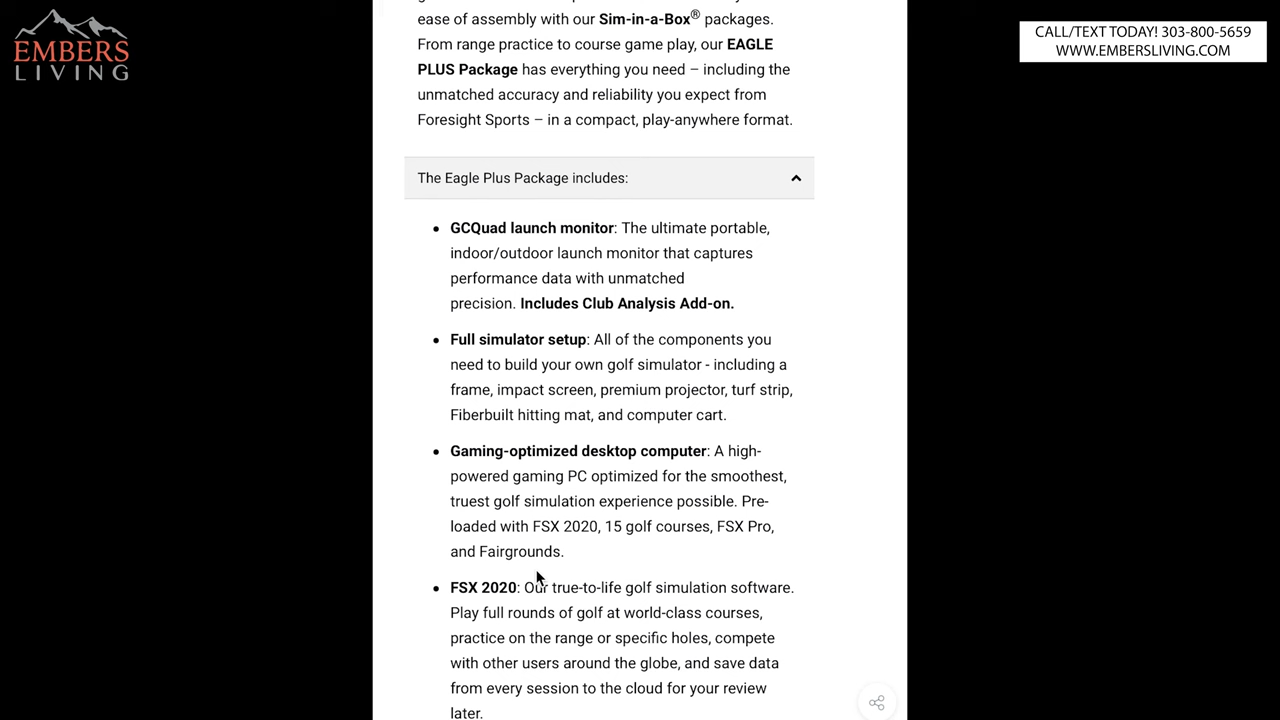 EMBERS
LIVING
CALL/TEXT TODAY! 303-800-5659
WWW.EMBERSLIVING.COM
ease of assembly with our Sim-in-a-Box® packages.
From range practice to course game play, our EAGLE
PLUS Package has everything you need – including the
unmatched accuracy and reliability you expect from
Foresight Sports – in a compact, play-anywhere format.
The Eagle Plus Package includes:
• GCQuad launch monitor: The ultimate portable,
indoor/outdoor launch monitor that captures
performance data with unmatched
precision. Includes Club Analysis Add-on.
• Full simulator setup: All of the components you
need to build your own golf simulator - including a
frame, impact screen, premium projector, turf strip,
Fiberbuilt hitting mat, and computer cart.
• Gaming-optimized desktop computer: A high-
powered gaming PC optimized for the smoothest,
truest golf simulation experience possible. Pre-
loaded with FSX 2020, 15 golf courses, FSX Pro,
and Fairgrounds.
• FSX 2020: Our true-to-life golf simulation software.
Play full rounds of golf at world-class courses,
practice on the range or specific holes, compete
with other users around the globe, and save data
from every session to the cloud for your review
later.